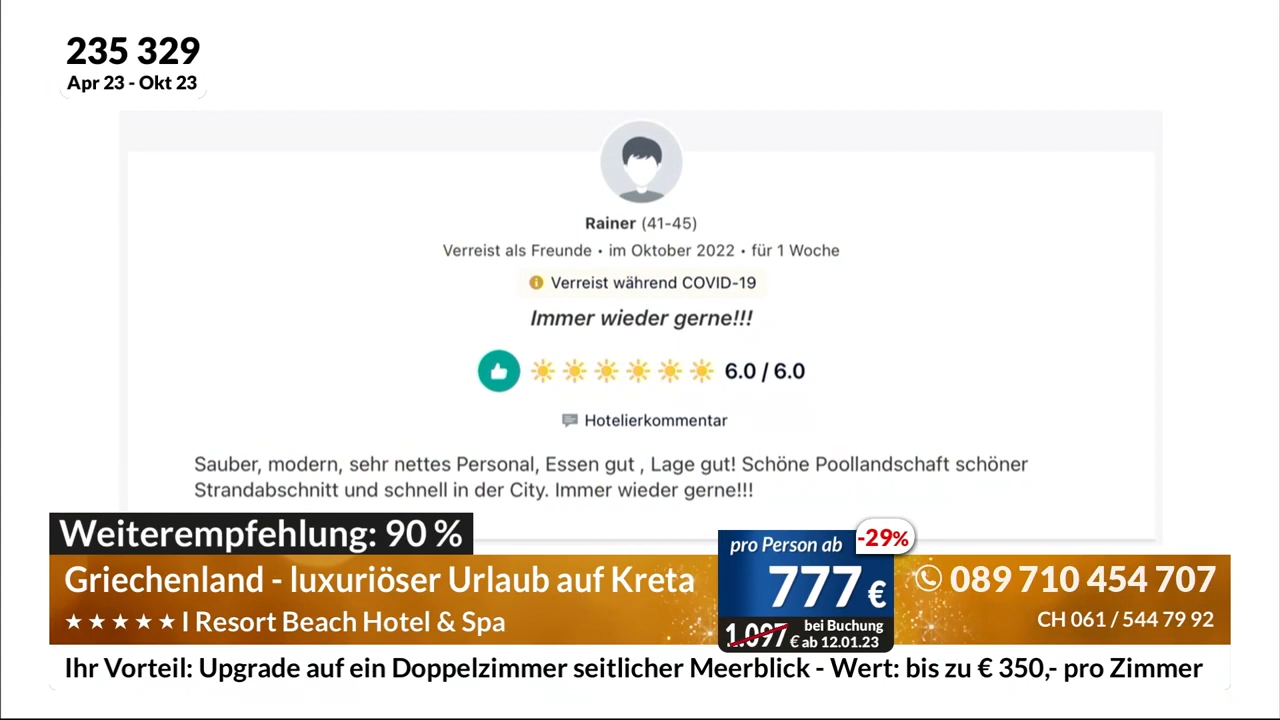 235 329
Apr 23 - Okt 23
Rainer (41-45)
Verreist als Freunde • im Oktober 2022 • für 1 Woche
Verreist während COVID-19
Immer wieder gerne!!!
6.0 / 6.0
Hotelierkommentar
Sauber, modern, sehr nettes Personal, Essen gut , Lage gut! Schöne Poollandschaft schöner
Strandabschnitt und schnell in der City. Immer wieder gerne!!!
Weiterempfehlung: 90 %
Griechenland - luxuriöser Urlaub auf Kreta
★★★★★ I Resort Beach Hotel & Spa
pro Person ab
-29%
777 €
1.097 € bei Buchung
ab 12.01.23
089 710 454 707
CH 061 / 544 79 92
Ihr Vorteil: Upgrade auf ein Doppelzimmer seitlicher Meerblick - Wert: bis zu € 350,- pro Zimmer